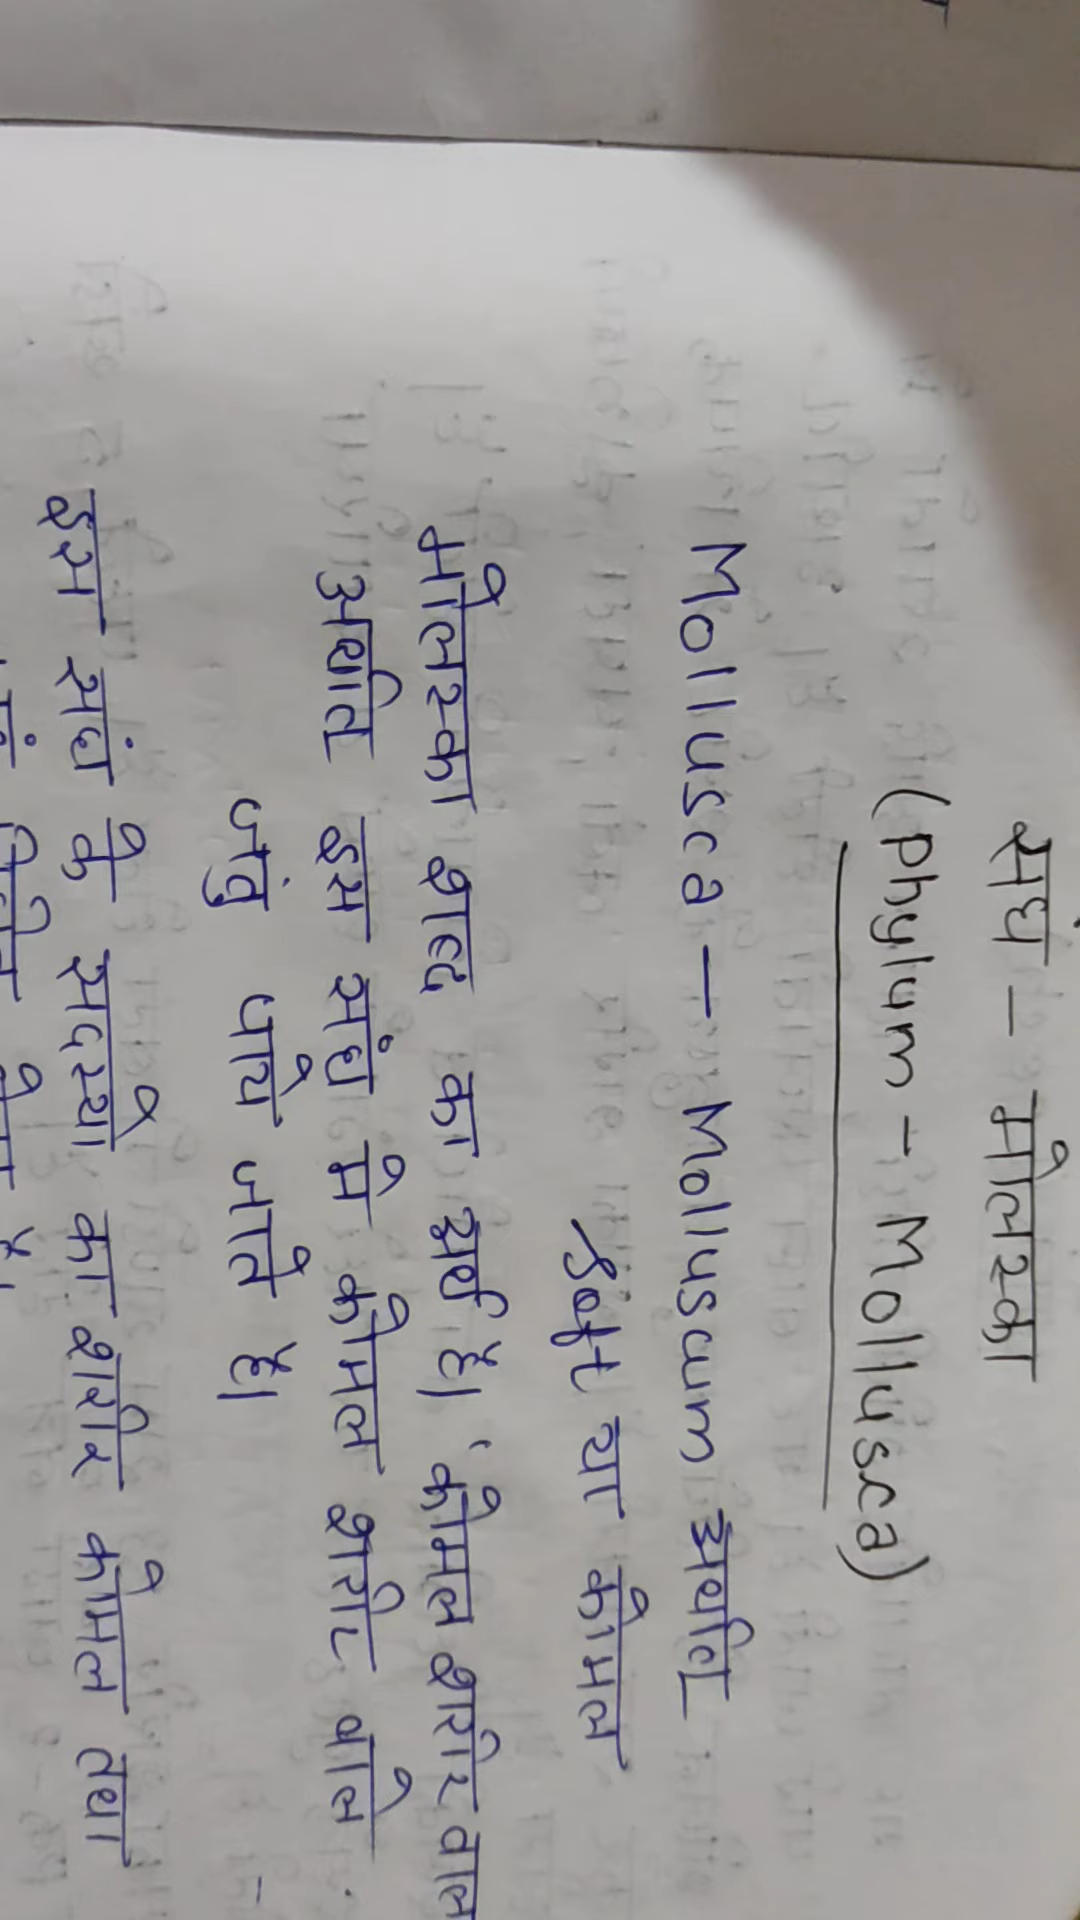 संघ - मोलस्का
(Phylum - Mollusca)
Mollusca - Molluscum अर्थात
Soft या कोमल
मोलस्का शब्द का अर्थ है। 'कोमल शरीर वाल
अर्थात इस संघ मे कोमल शरीर वाले
जंतु पाये जाते है।
इस संघ के सदस्यो का शरीर कोमल तथा